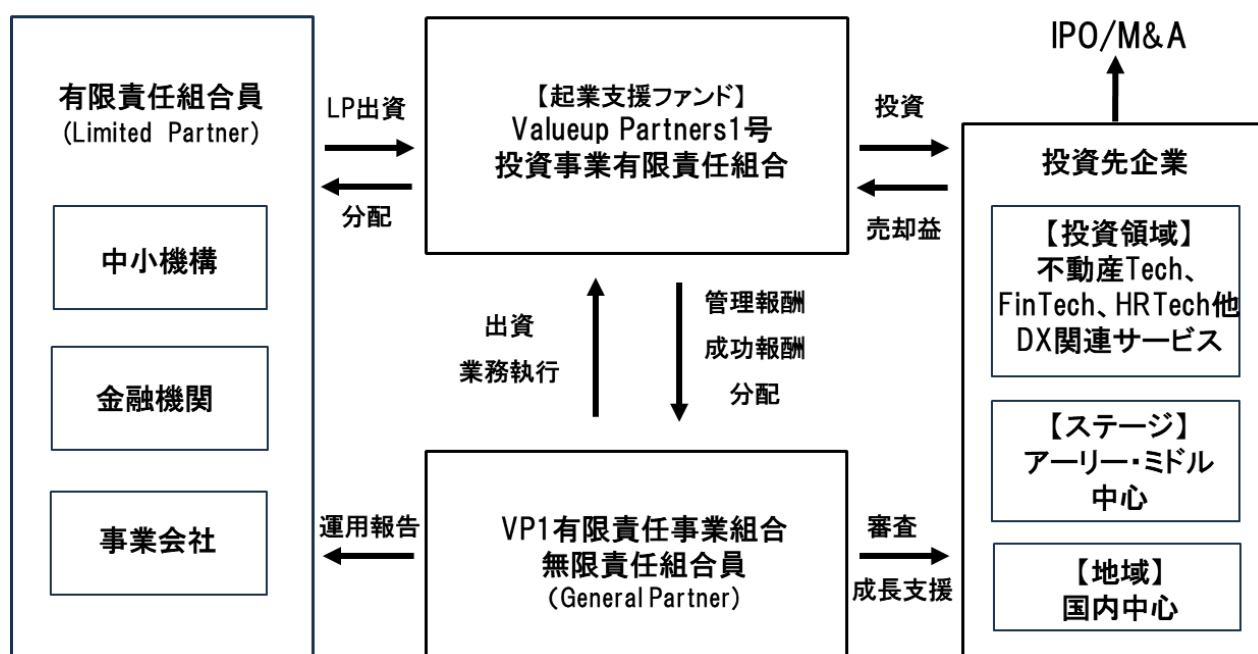 有限責任組合員
(Limited Partner)
中小機構
金融機関
事業会社
LP出資
分配
【起業支援ファンド】
Valueup Partners1号
投資事業有限責任組合
投資
売却益
出資
業務執行
管理報酬
成功報酬
分配
運用報告
VP1有限責任事業組合
無限責任組合員
(General Partner)
審査
成長支援
IPO/M&A
投資先企業
【投資領域】
不動産Tech、
FinTech、HRTech他
DX関連サービス
【ステージ】
アーリー・ミドル
中心
【地域】
国内中心